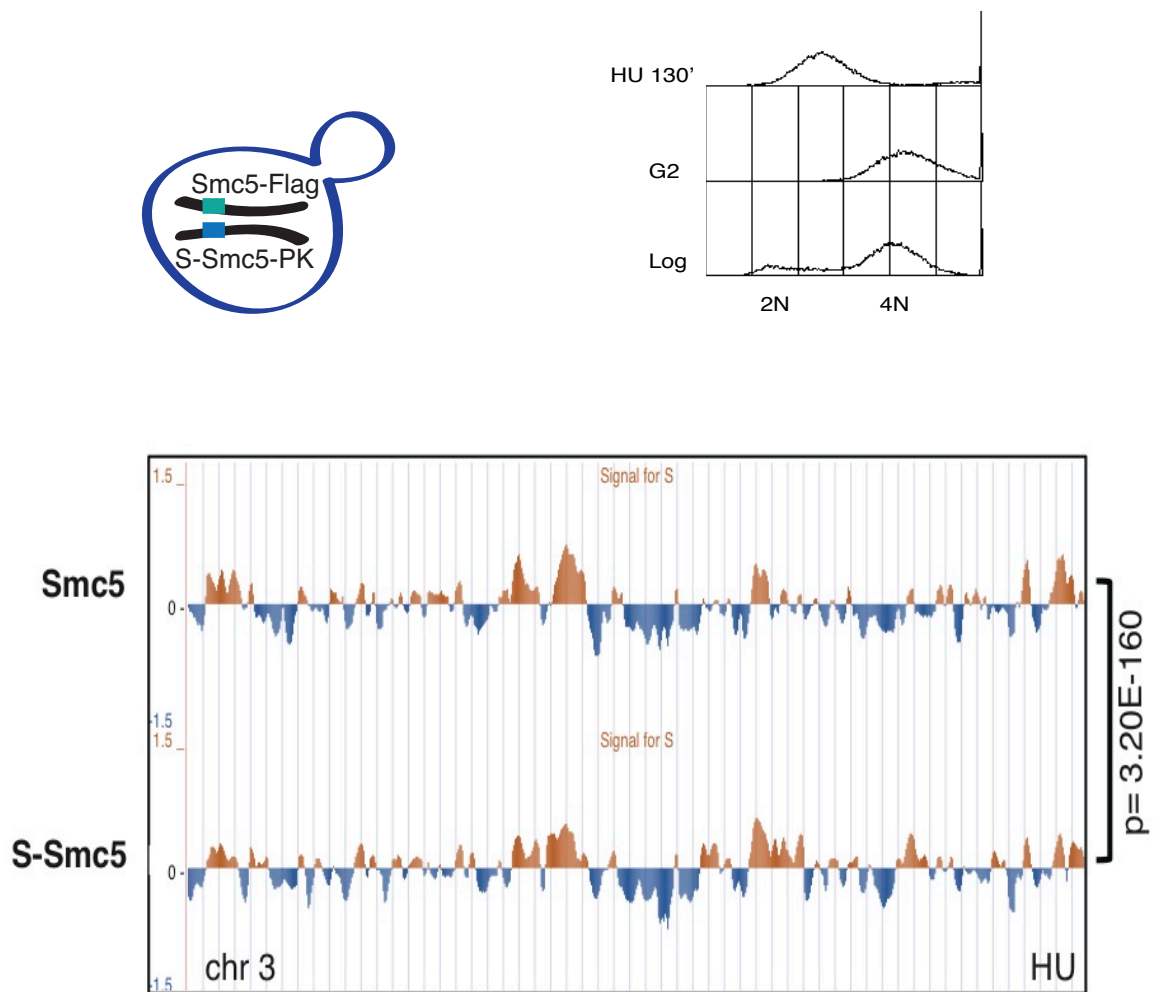 Smc5-Flag
S-Smc5-PK
HU 130'
G2
Log
2N 4N
1.5
Signal for S
Smc5
0
-1.5
1.5
Signal for S
S-Smc5
0
chr 3
HU
-1.5
p= 3.20E-160